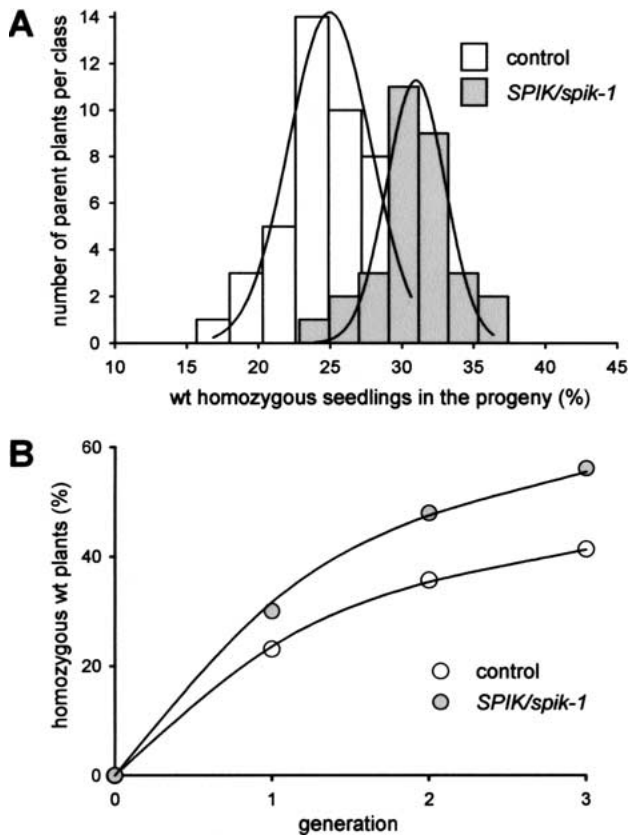 A
number of parent plants per class
14
12
10
8
6
4
2
0
control
SPIK/spik-1
10 15 20 25 30 35 40 45
wt homozygous seedlings in the progeny (%)
B
homozygous wt plants (%)
60
40
20
0
control
SPIK/spik-1
0 1 2 3
generation